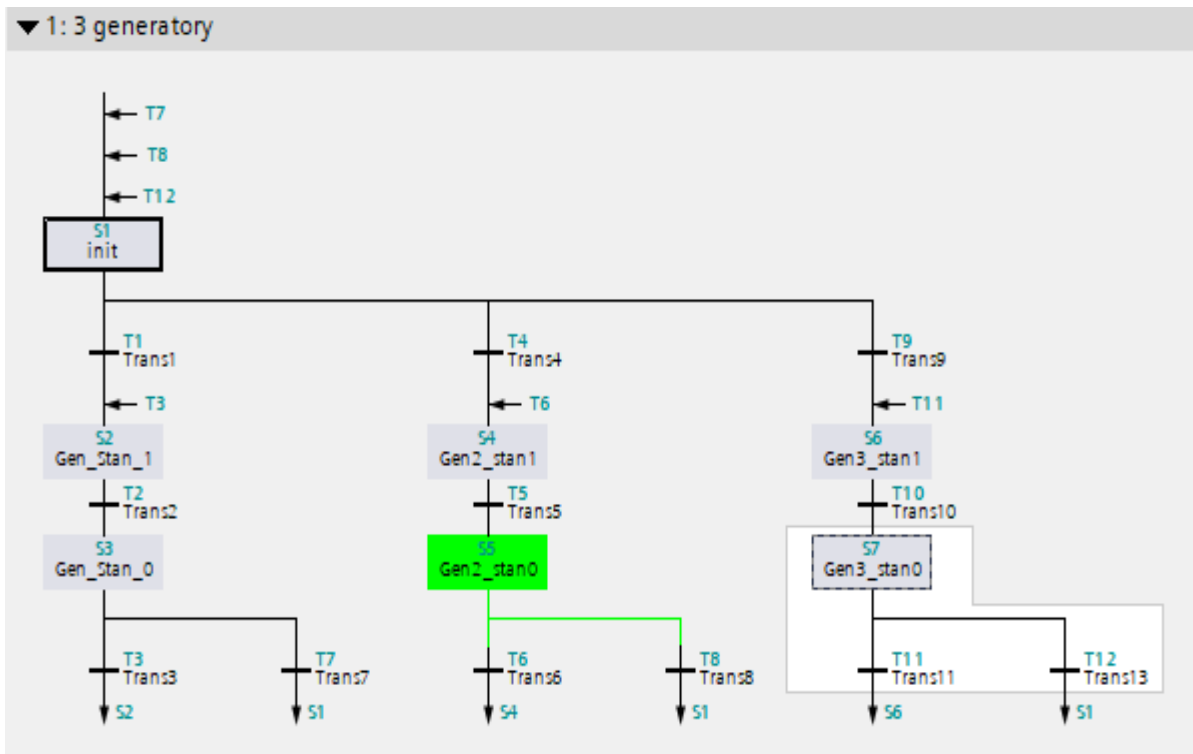 1: 3 generatory
T7
T8
T12
S1
init
T1
Trans1
T4
Trans4
T9
Trans9
T3
T6
T11
S2
Gen_Stan_1
S4
Gen2_stan1
S6
Gen3_stan1
T2
Trans2
T5
Trans5
T10
Trans10
S3
Gen_Stan_0
S5
Gen2_stan0
S7
Gen3_stan0
T3
Trans3
T7
Trans7
T6
Trans6
T8
Trans8
T11
Trans11
T12
Trans13
S2
S1
S4
S1
S6
S1